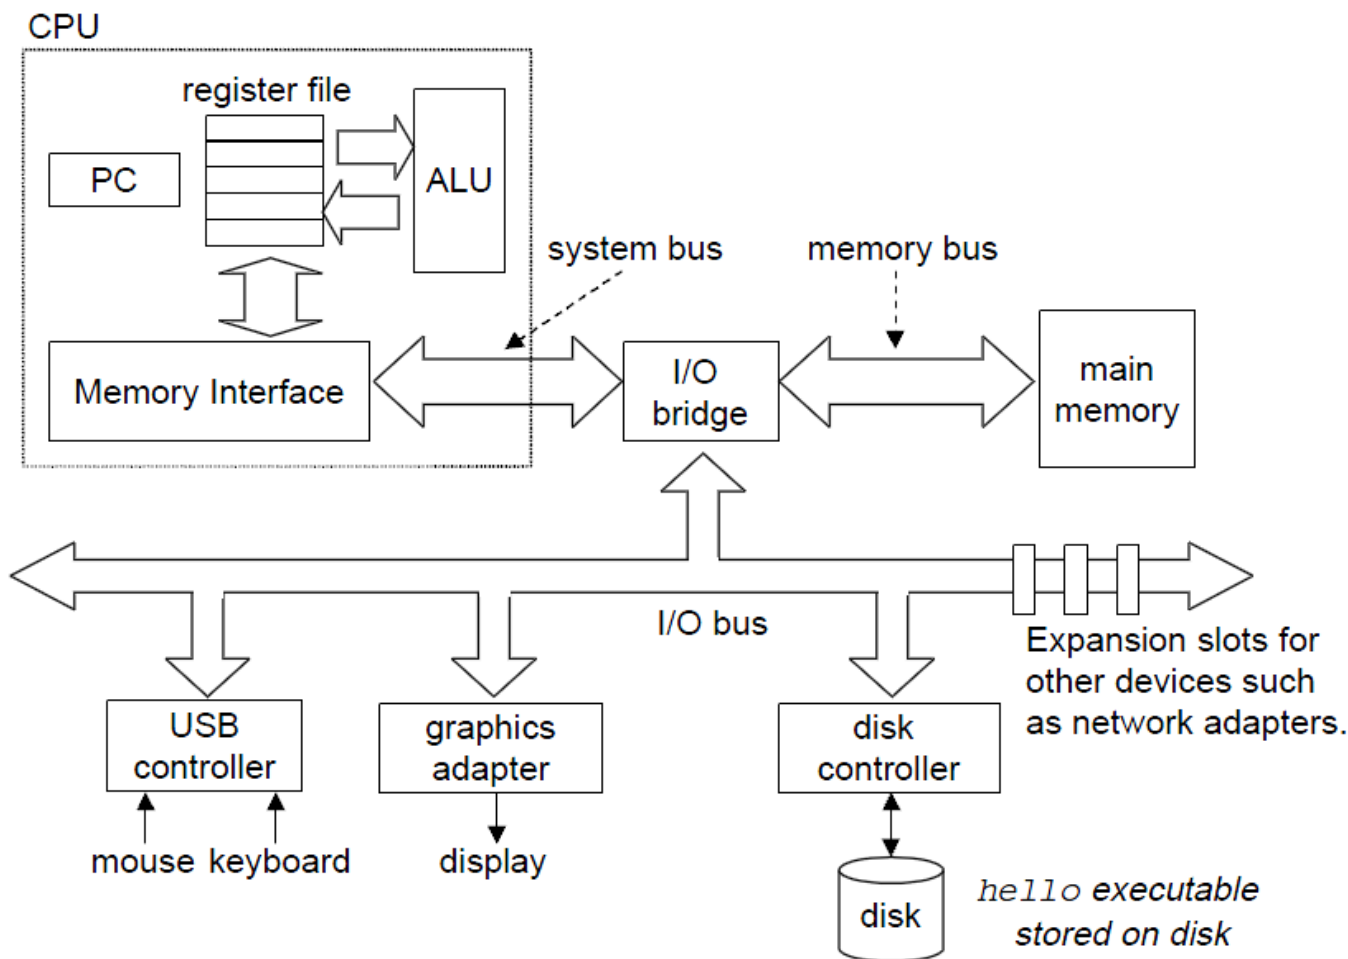 CPU
register file
PC
ALU
system bus
memory bus
Memory Interface
I/O
bridge
main
memory
I/O bus
Expansion slots for
other devices such
as network adapters.
USB
controller
graphics
adapter
disk
controller
mouse
keyboard
display
disk
hello executable
stored on disk